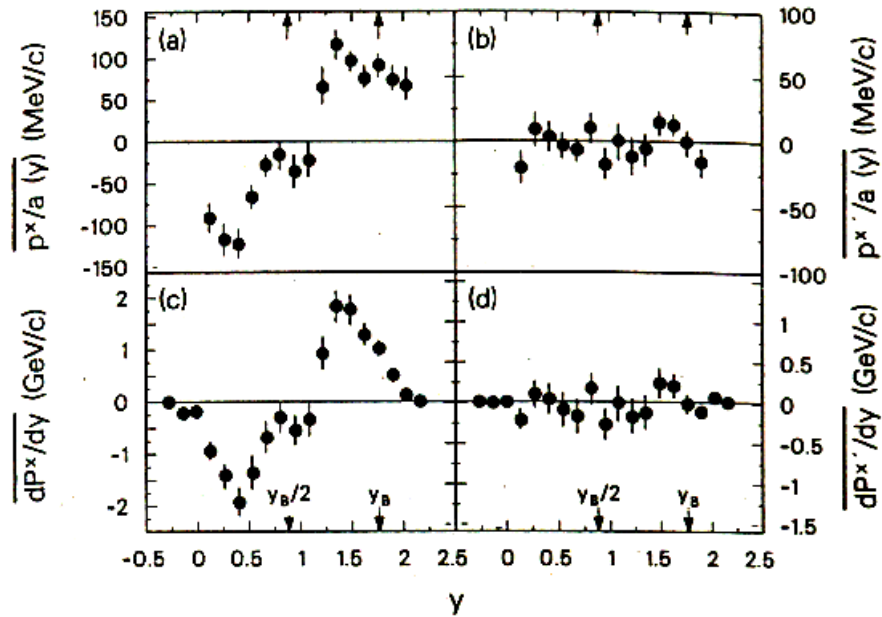 (a)
(b)
150
100
50
0
-50
-100
-150
p^x/a (y) (MeV/c)
100
50
0
-50
-100
p^x′/a (y) (MeV/c)
(c)
(d)
2
1
0
-1
-2
dP^x/dy (GeV/c)
1
0.5
0
-0.5
-1
-1.5
dP^x′/dy (GeV/c)
y_B/2 y_B
y_B/2 y_B
-0.5 0 0.5 1 1.5 2 2.5
0 0.5 1 1.5 2 2.5
y